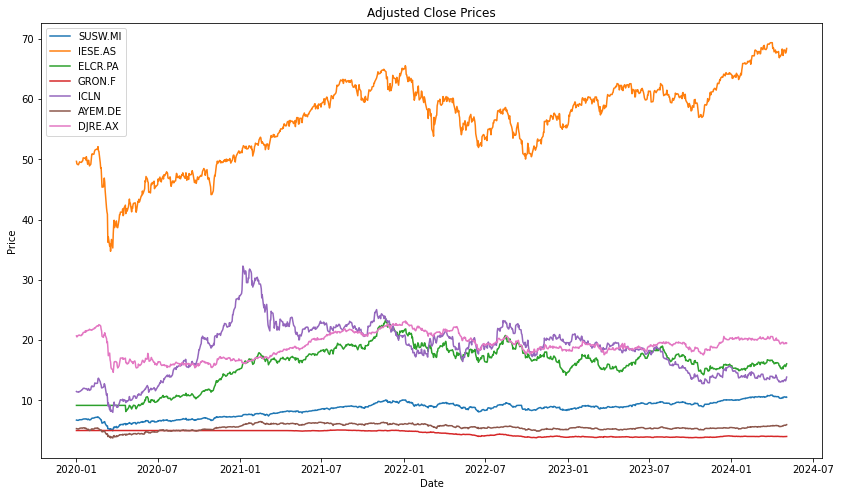 Adjusted Close Prices
SUSW.MI
IESE.AS
ELCR.PA
GRON.F
ICLN
AYEM.DE
DJRE.AX
Price
70
60
50
40
30
20
10
2020-01 2020-07 2021-01 2021-07 2022-01 2022-07 2023-01 2023-07 2024-01 2024-07
Date